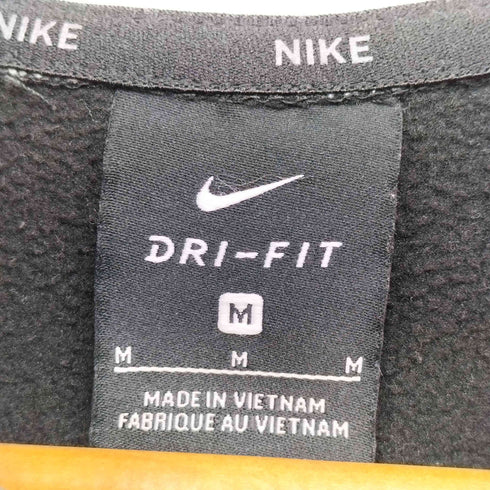 NIKE NIKE
DRI-FIT
M
M M M
MADE IN VIETNAM
FABRIQUE AU VIETNAM